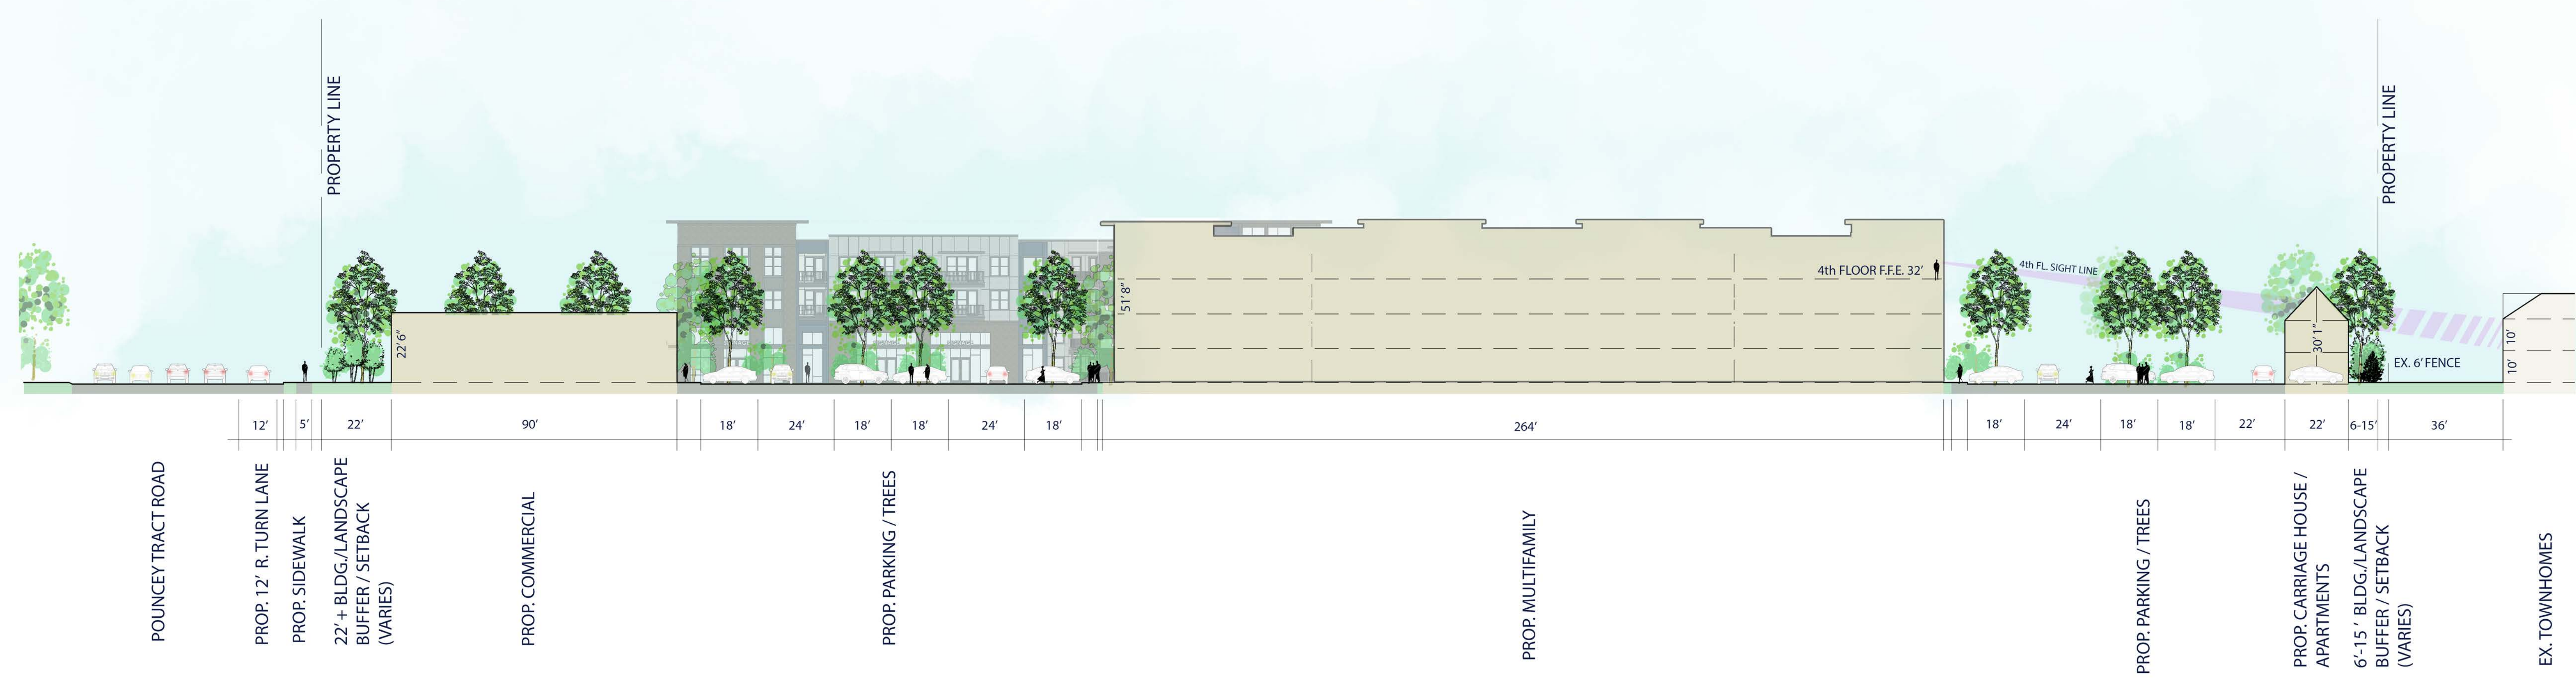 PROPERTY LINE
PROPERTY LINE
22' 6"
51' 8"
4th FLOOR F.F.E. 32'
4th FL. SIGHT LINE
30' 1"
EX. 6' FENCE
10'
10'
12'
5'
22'
90'
18'
24'
18'
18'
24'
18'
264'
18'
24'
18'
18'
22'
22'
6-15'
36'
POUNCEY TRACT ROAD
PROP. 12' R. TURN LANE
PROP. SIDEWALK
22' + BLDG./LANDSCAPE
BUFFER / SETBACK
(VARIES)
PROP. COMMERCIAL
PROP. PARKING / TREES
PROP. MULTIFAMILY
PROP. PARKING / TREES
PROP. CARRIAGE HOUSE /
APARTMENTS
6'-15 ' BLDG./LANDSCAPE
BUFFER / SETBACK
(VARIES)
EX. TOWNHOMES